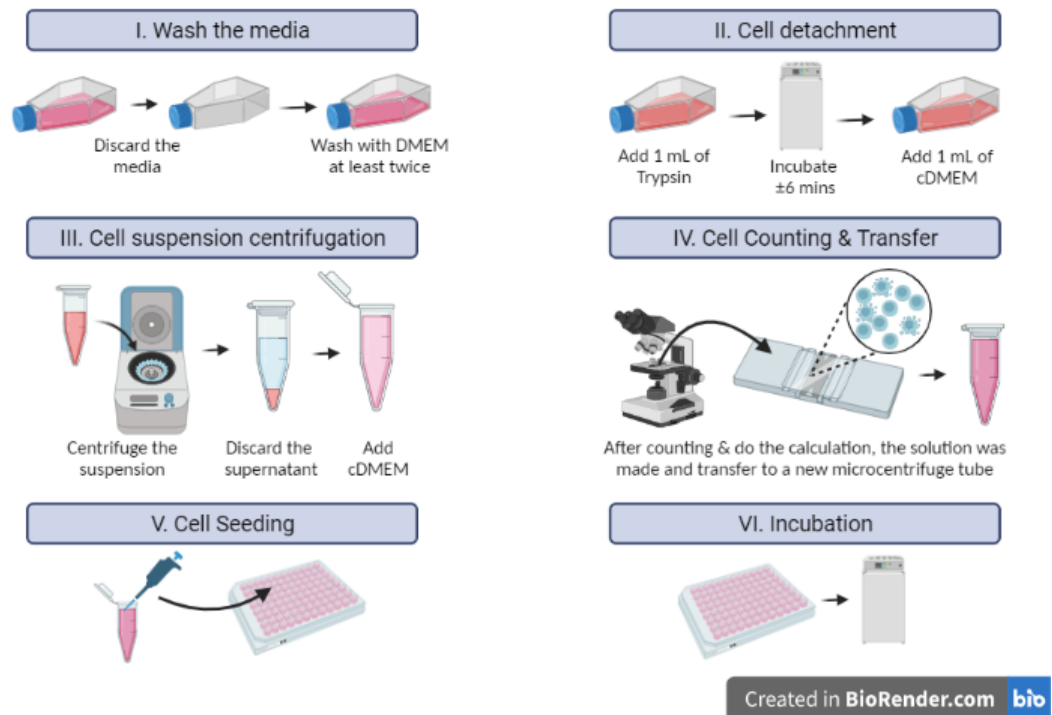 I. Wash the media
Discard the
media
Wash with DMEM
at least twice
II. Cell detachment
Add 1 mL of
Trypsin
Incubate
±6 mins
Add 1 mL of
cDMEM
III. Cell suspension centrifugation
Centrifuge the
suspension
Discard the
supernatant
Add
cDMEM
IV. Cell Counting & Transfer
After counting & do the calculation, the solution was
made and transfer to a new microcentrifuge tube
V. Cell Seeding
VI. Incubation
Created in BioRender.com bio